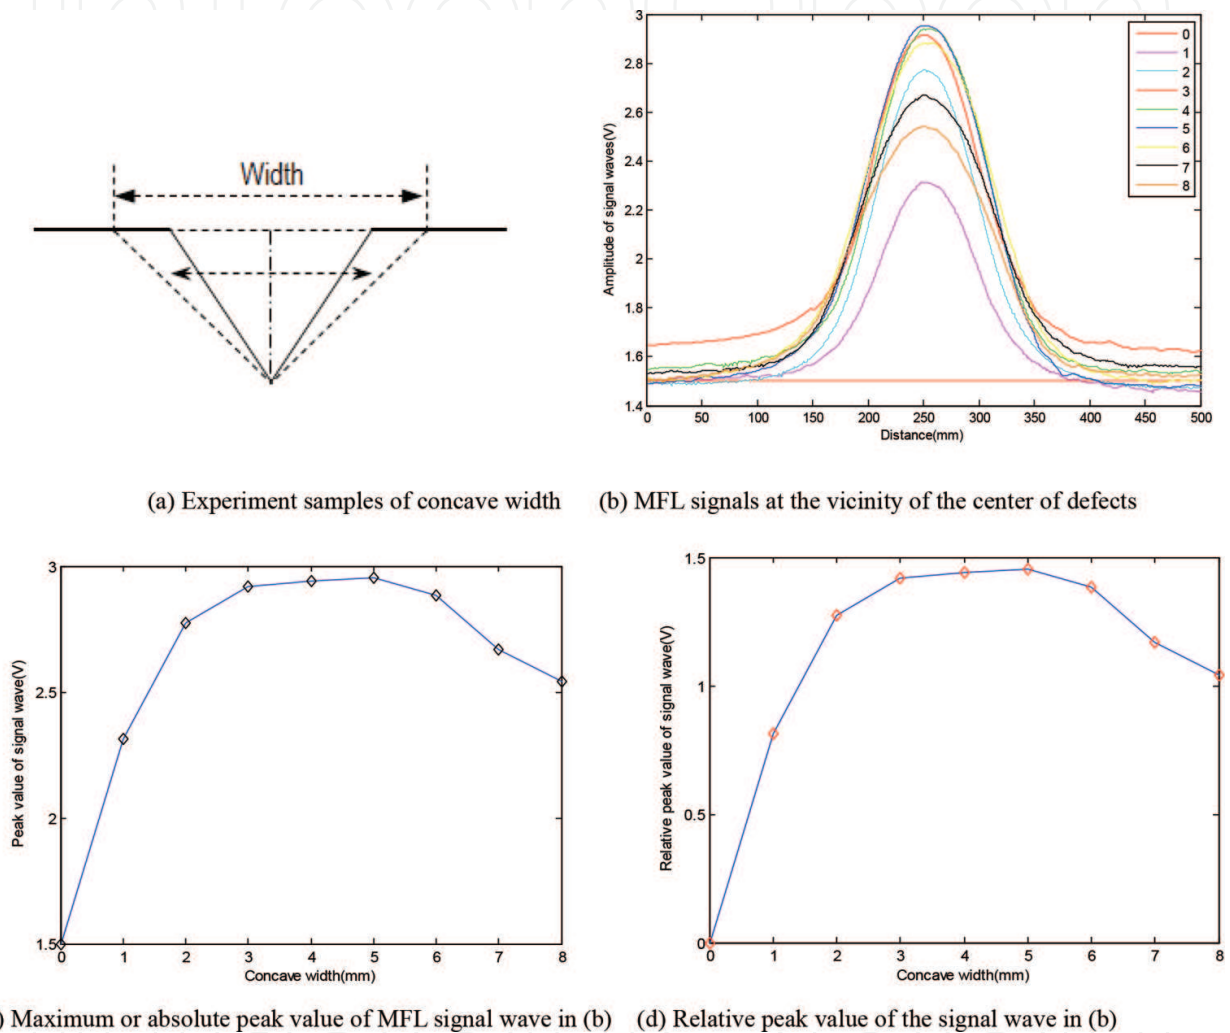 Width
3
2.8
2.6
2.4
2.2
2
1.8
1.6
1.4
Amplitude of signal waves(V)
0
1
2
3
4
5
6
7
8
0 50 100 150 200 250 300 350 400 450 500
Distance(mm)
(a) Experiment samples of concave width (b) MFL signals at the vicinity of the center of defects
3
2.5
2
1.5
Peak value of signal wave(V)
0 1 2 3 4 5 6 7 8
Concave width(mm)
1.5
1
0.5
0
Relative peak value of signal wave(V)
0 1 2 3 4 5 6 7 8
Concave width(mm)
) Maximum or absolute peak value of MFL signal wave in (b) (d) Relative peak value of the signal wave in (b)